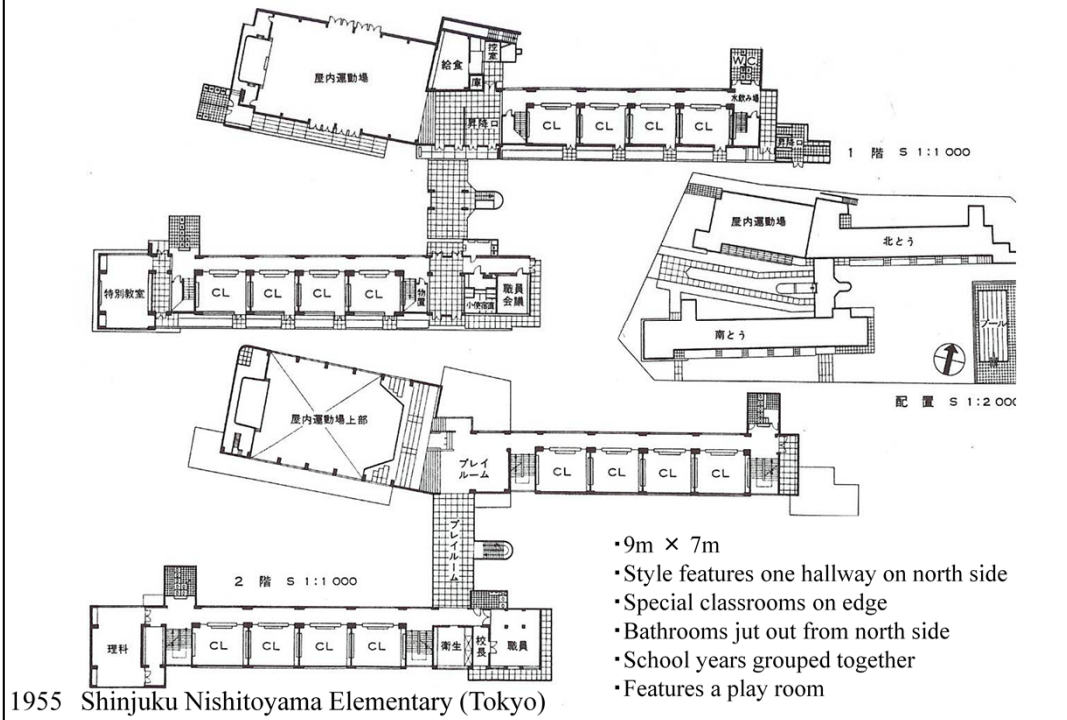 屋内運動場
給食
控室
庫
昇降口
WC
水飲み場
CL
CL
CL
CL
昇降口
1 階 S 1:1 000
特別教室
CL
CL
CL
CL
物置
小使宿直
職員会議
屋内運動場
北とう
南とう
プール
配置 S 1:2 000
屋内運動場上部
プレイルーム
CL
CL
CL
CL
プレイルーム
2 階 S 1:1 000
理科
CL
CL
CL
CL
衛生
校長
職員
・9m × 7m
・Style features one hallway on north side
・Special classrooms on edge
・Bathrooms jut out from north side
・School years grouped together
・Features a play room
1955 Shinjuku Nishitoyama Elementary (Tokyo)